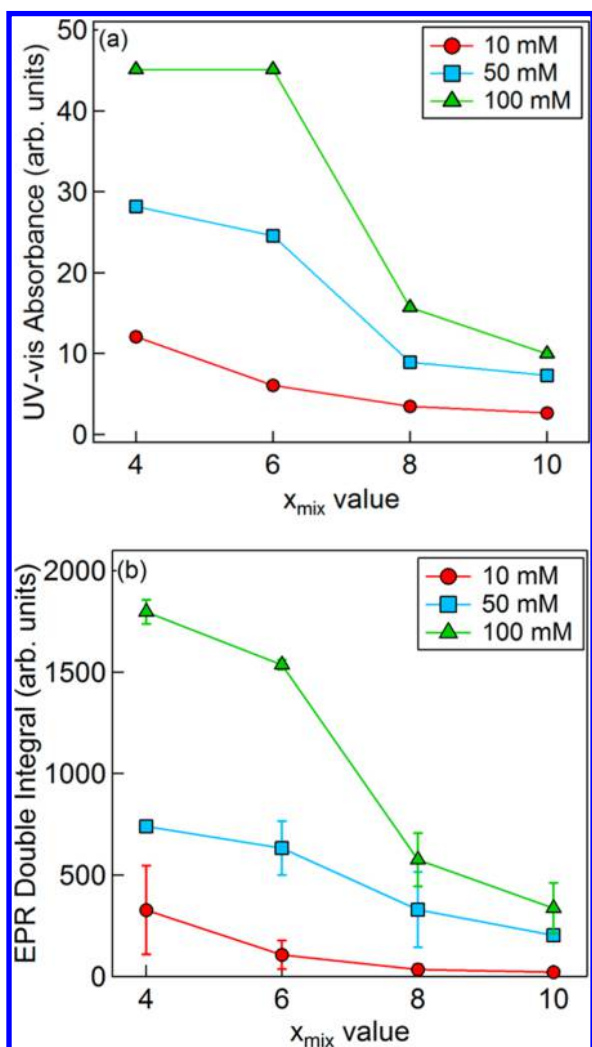 (a)
10 mM
50 mM
100 mM
50
40
30
20
10
0
UV-vis Absorbance (arb. units)
4 6 8 10
xmix value
(b)
10 mM
50 mM
100 mM
2000
1500
1000
500
0
EPR Double Integral (arb. units)
4 6 8 10
xmix value